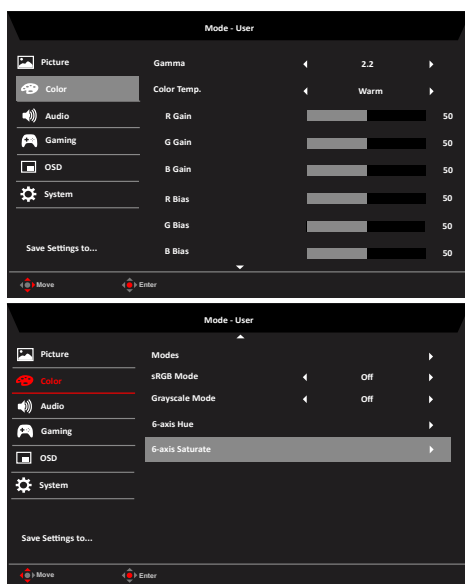 Mode - User
Picture
Gamma 2.2
Color
Color Temp. Warm
Audio
R Gain 50
Gaming
G Gain 50
OSD
B Gain 50
System
R Bias 50
G Bias 50
Save Settings to...
B Bias 50
Move Enter
Mode - User
Picture
Modes
Color
sRGB Mode Off
Audio
Grayscale Mode Off
Gaming
6-axis Hue
OSD
6-axis Saturate
System
Save Settings to...
Move Enter